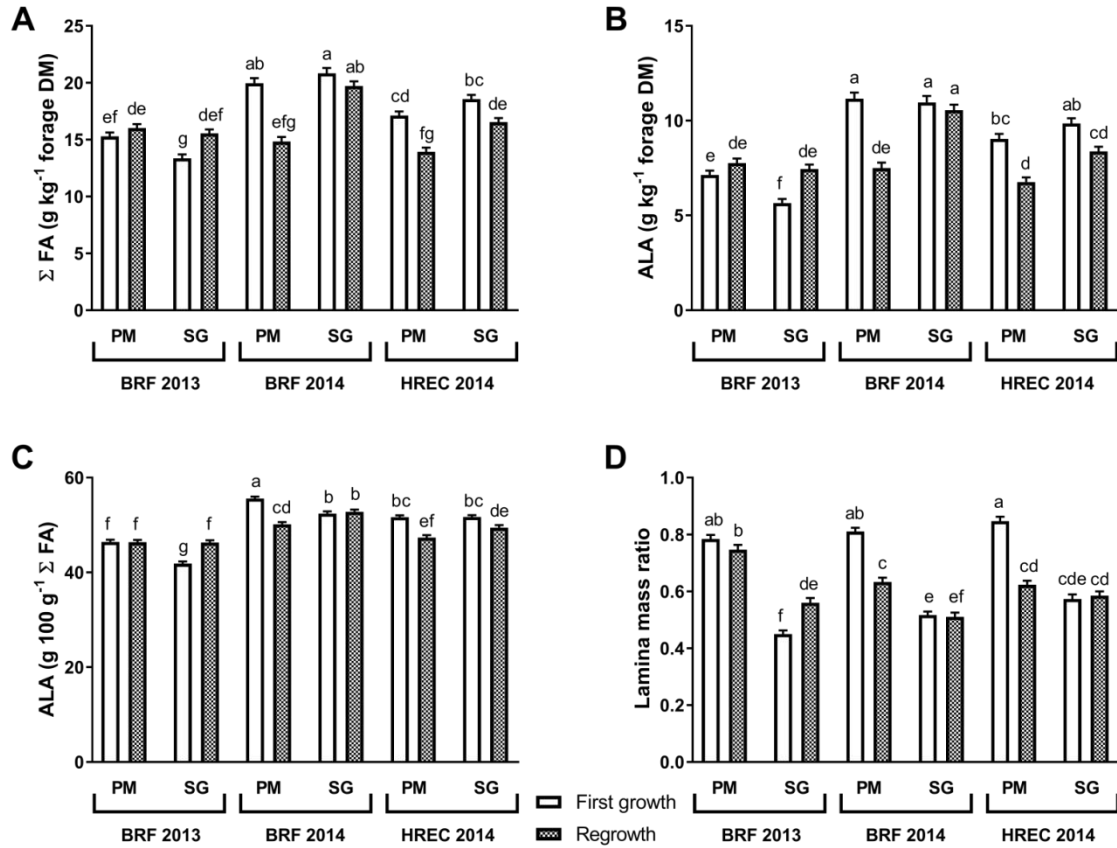 A
Σ FA (g kg⁻¹ forage DM)
25
20
15
10
5
0
ef de g def ab efg a ab cd fg bc de
PM SG PM SG PM SG
BRF 2013 BRF 2014 HREC 2014
B
ALA (g kg⁻¹ forage DM)
15
10
5
0
e de f de a de a a bc d ab cd
PM SG PM SG PM SG
BRF 2013 BRF 2014 HREC 2014
C
ALA (g 100 g⁻¹ Σ FA)
60
40
20
0
f f g f a cd b b bc ef bc de
PM SG PM SG PM SG
BRF 2013 BRF 2014 HREC 2014
D
Lamina mass ratio
1.0
0.8
0.6
0.4
0.2
0.0
ab b f de ab c e ef a cd cde cd
PM SG PM SG PM SG
BRF 2013 BRF 2014 HREC 2014
First growth
Regrowth